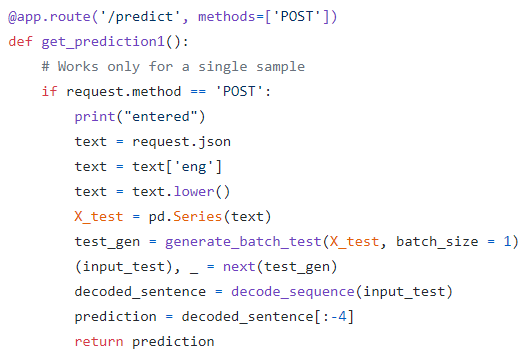 @app.route('/predict', methods=['POST'])
def get_prediction1():
    # Works only for a single sample
    if request.method == 'POST':
        print("entered")
        text = request.json
        text = text['eng']
        text = text.lower()
        X_test = pd.Series(text)
        test_gen = generate_batch_test(X_test, batch_size = 1)
        (input_test), _ = next(test_gen)
        decoded_sentence = decode_sequence(input_test)
        prediction = decoded_sentence[:-4]
        return prediction